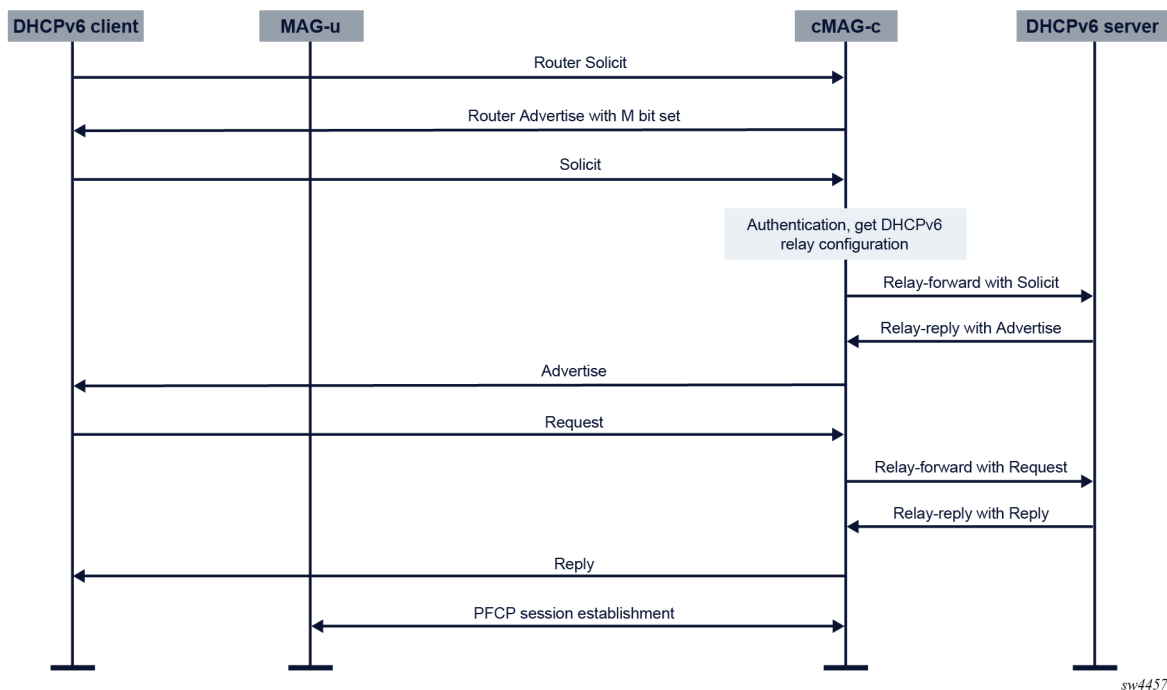 DHCPv6 client
MAG-u
cMAG-c
DHCPv6 server
Router Solicit
Router Advertise with M bit set
Solicit
Authentication, get DHCPv6
relay configuration
Relay-forward with Solicit
Relay-reply with Advertise
Advertise
Request
Relay-forward with Request
Relay-reply with Reply
Reply
PFCP session establishment
sw4457